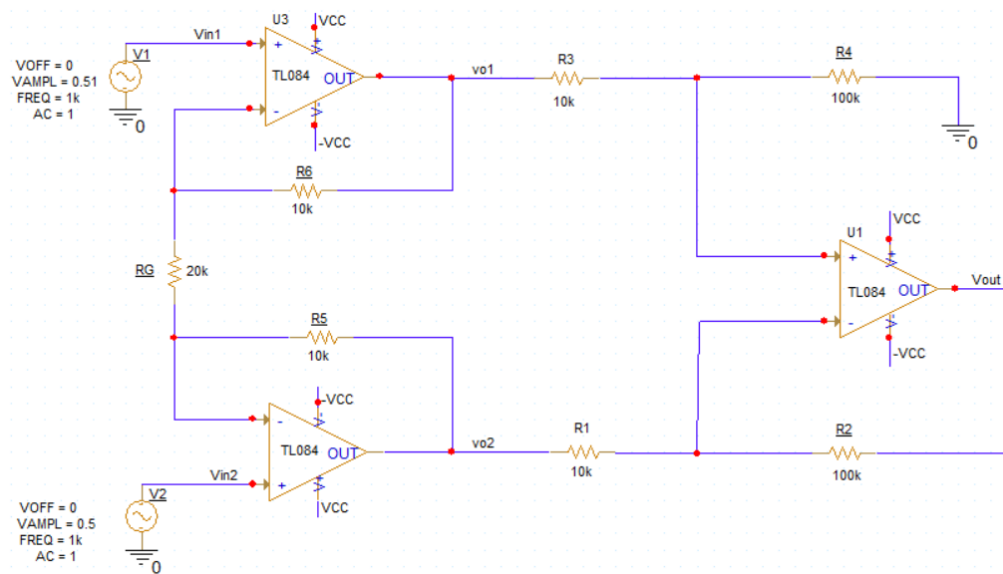 U3
VCC
V1
Vin1
+
TL084
OUT
-
-VCC
VOFF = 0
VAMPL = 0.51
FREQ = 1k
AC = 1
0
vo1
R3
10k
R4
100k
0
R6
10k
RG
20k
R5
10k
U1
VCC
+
TL084
OUT
Vout
-
-VCC
-VCC
-
TL084
OUT
+
VCC
vo2
R1
10k
R2
100k
Vin2
V2
VOFF = 0
VAMPL = 0.5
FREQ = 1k
AC = 1
0